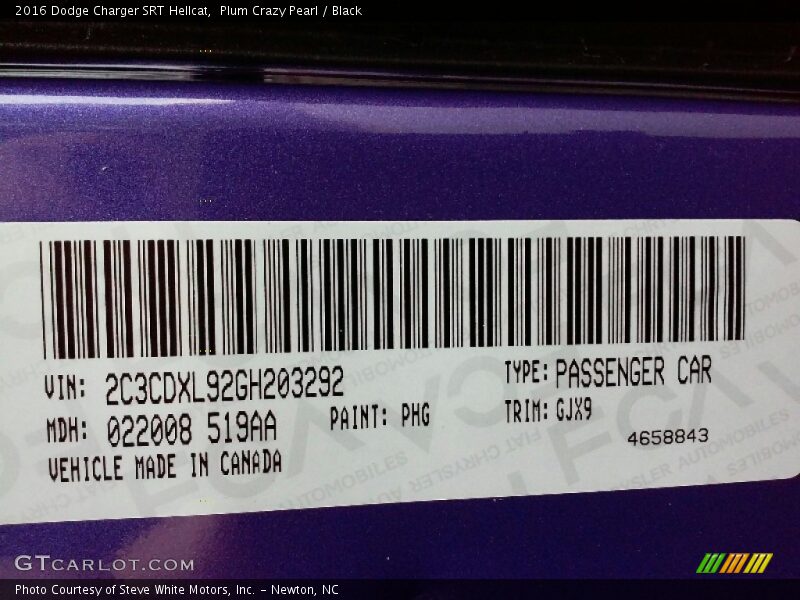 2016 Dodge Charger SRT Hellcat,  Plum Crazy Pearl / Black
VIN: 2C3CDXL92GH203292 TYPE: PASSENGER CAR
MDH: 022008 519AA PAINT: PHG TRIM: GJX9
4658843
VEHICLE MADE IN CANADA
GTCARLOT.COM
Photo Courtesy of Steve White Motors, Inc. – Newton, NC